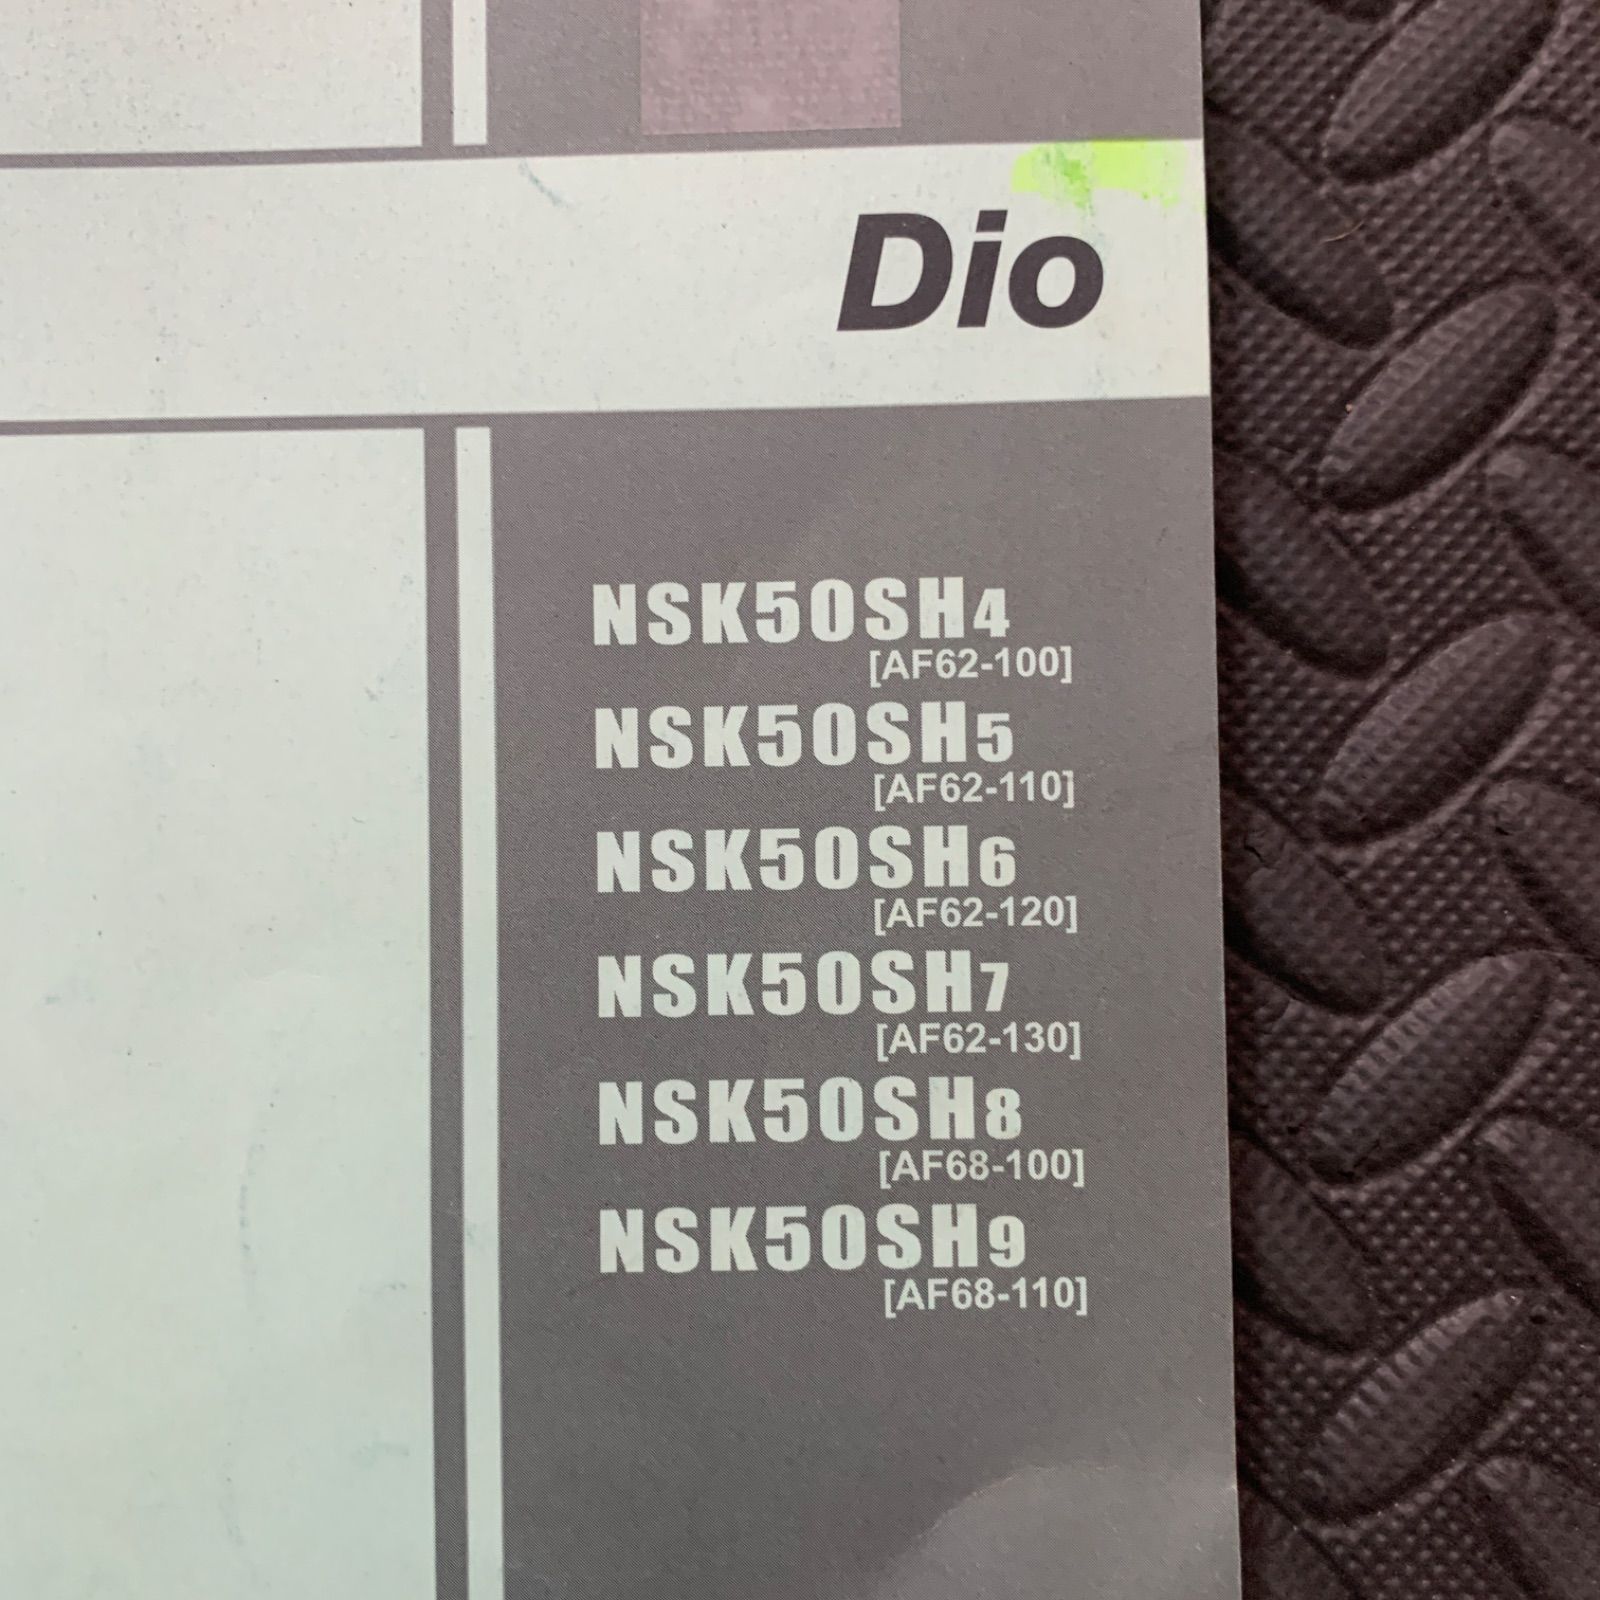 Dio
NSK50SH4
[AF62-100]
NSK50SH5
[AF62-110]
NSK50SH6
[AF62-120]
NSK50SH7
[AF62-130]
NSK50SH8
[AF68-100]
NSK50SH9
[AF68-110]